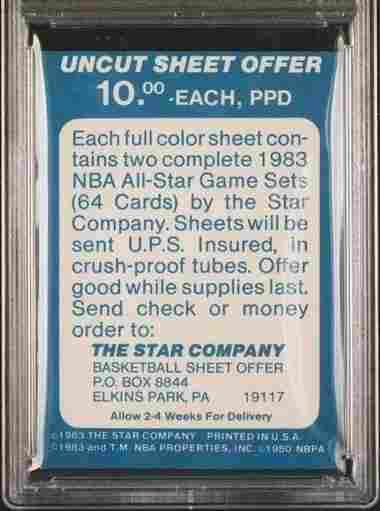 UNCUT SHEET OFFER
10.00 EACH, PPD
Each full color sheet con-
tains two complete 1983
NBA All-Star Game Sets
(64 Cards) by the Star
Company. Sheets will be
sent U.P.S. Insured, in
crush-proof tubes. Offer
good while supplies last.
Send check or money
order to:
THE STAR COMPANY
BASKETBALL SHEET OFFER
P.O. BOX 8844
ELKINS PARK, PA 19117
Allow 2-4 Weeks For Delivery
©1983 THE STAR COMPANY PRINTED IN U.S.A.
©1983 and T.M. NBA PROPERTIES, INC. ©1980 NBPA